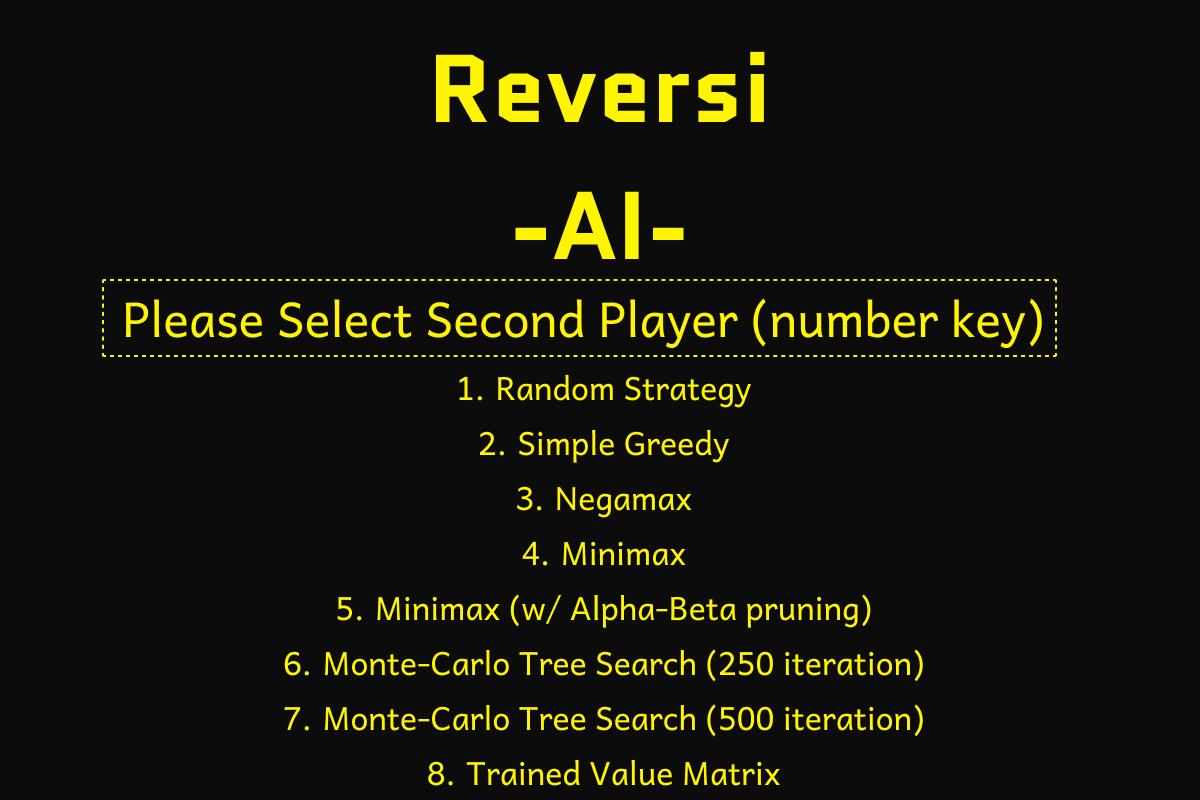 Reversi
-AI-
Please Select Second Player (number key)
1. Random Strategy
2. Simple Greedy
3. Negamax
4. Minimax
5. Minimax (w/ Alpha-Beta pruning)
6. Monte-Carlo Tree Search (250 iteration)
7. Monte-Carlo Tree Search (500 iteration)
8. Trained Value Matrix